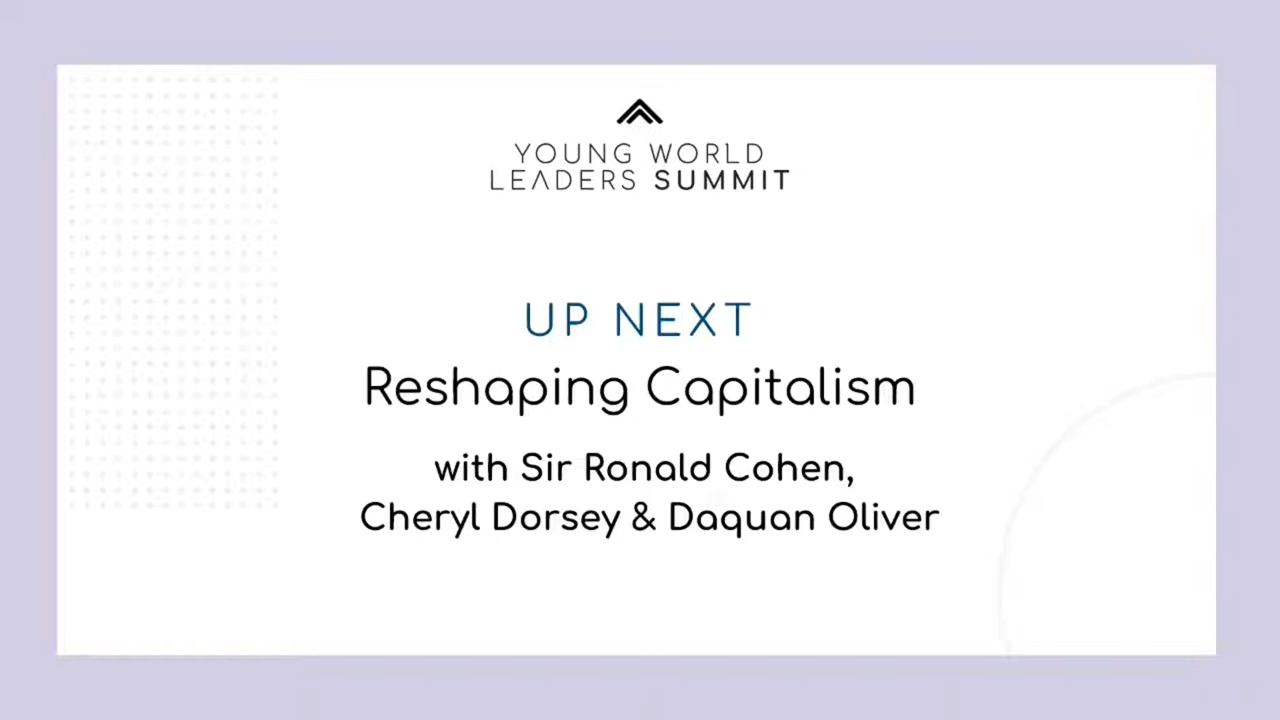 YOUNG WORLD
LEADERS SUMMIT
UP NEXT
Reshaping Capitalism
with Sir Ronald Cohen,
Cheryl Dorsey & Daquan Oliver